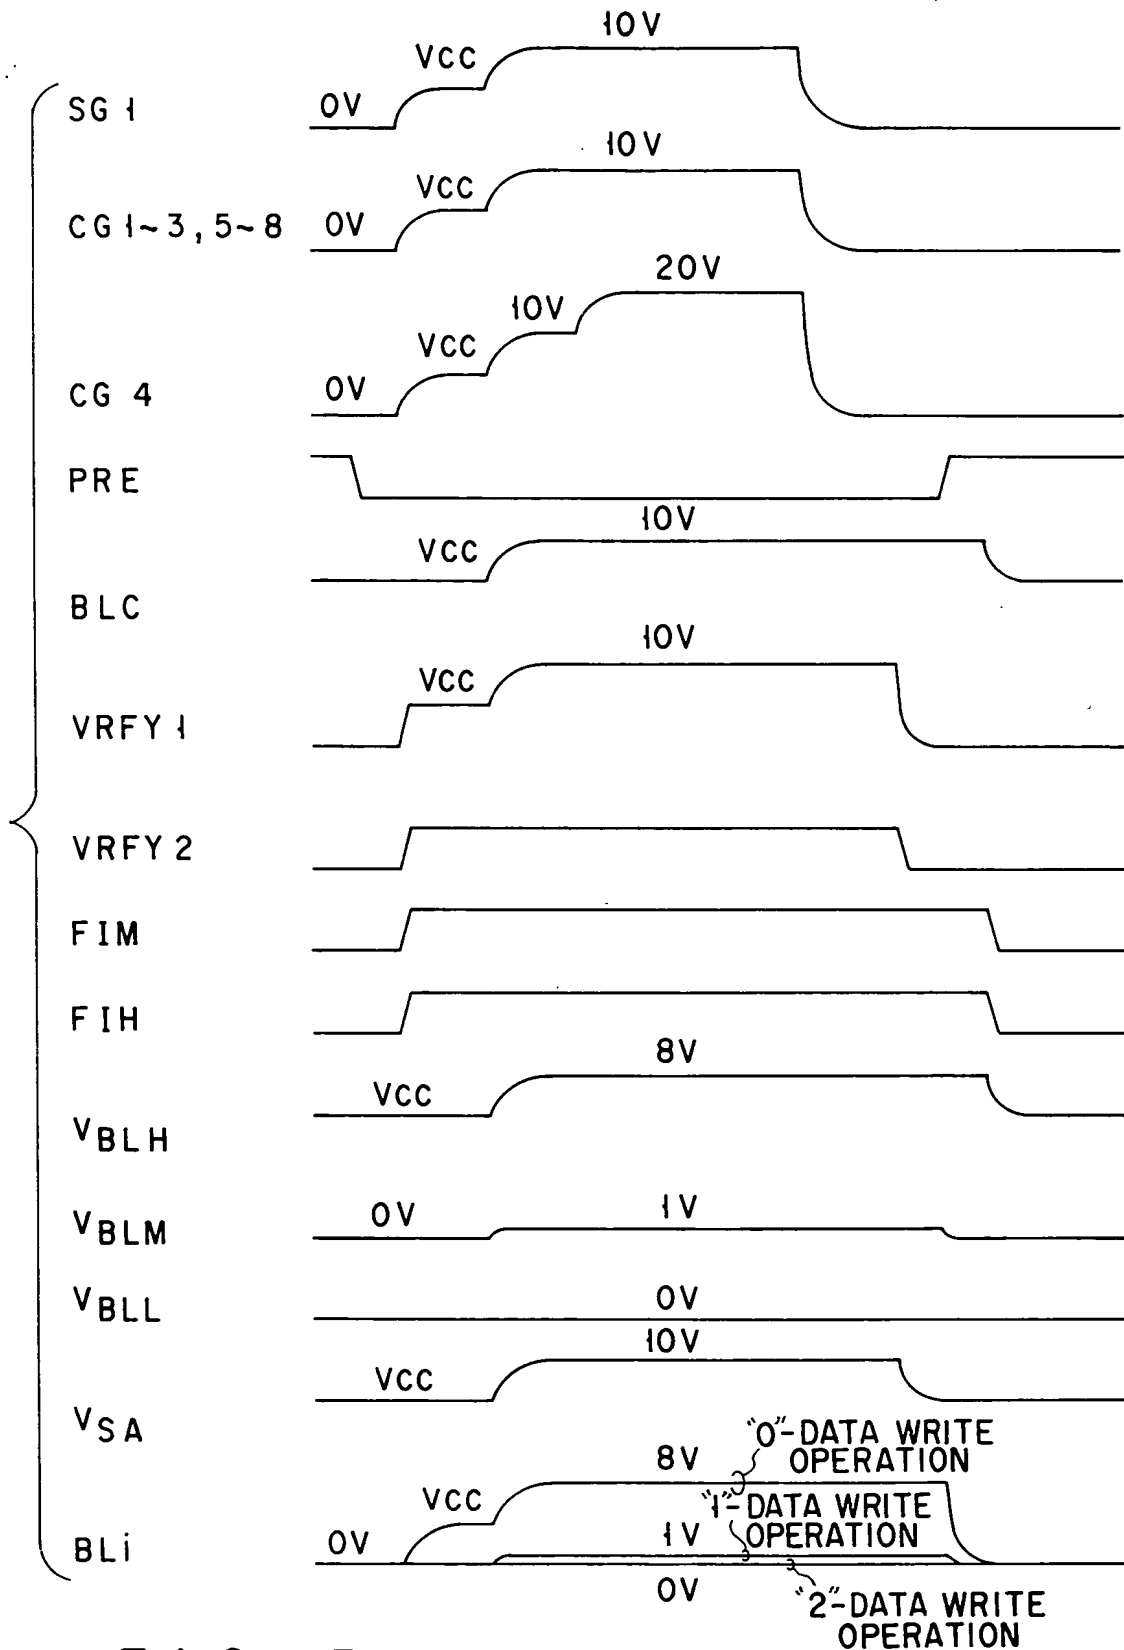 10V
VCC
SG 1
0V
10V
VCC
CG 1~3, 5~8
0V
20V
10V
VCC
0V
CG 4
PRE
10V
VCC
BLC
10V
VCC
VRFY 1
VRFY 2
FIM
FIH
8V
VCC
VBLH
1V
0V
VBLM
VBLL
0V
10V
VCC
VSA
"0"-DATA WRITE
OPERATION
8V
VCC
"1"-DATA WRITE
OPERATION
1V
0V
BLi
0V
"2"-DATA WRITE
OPERATION